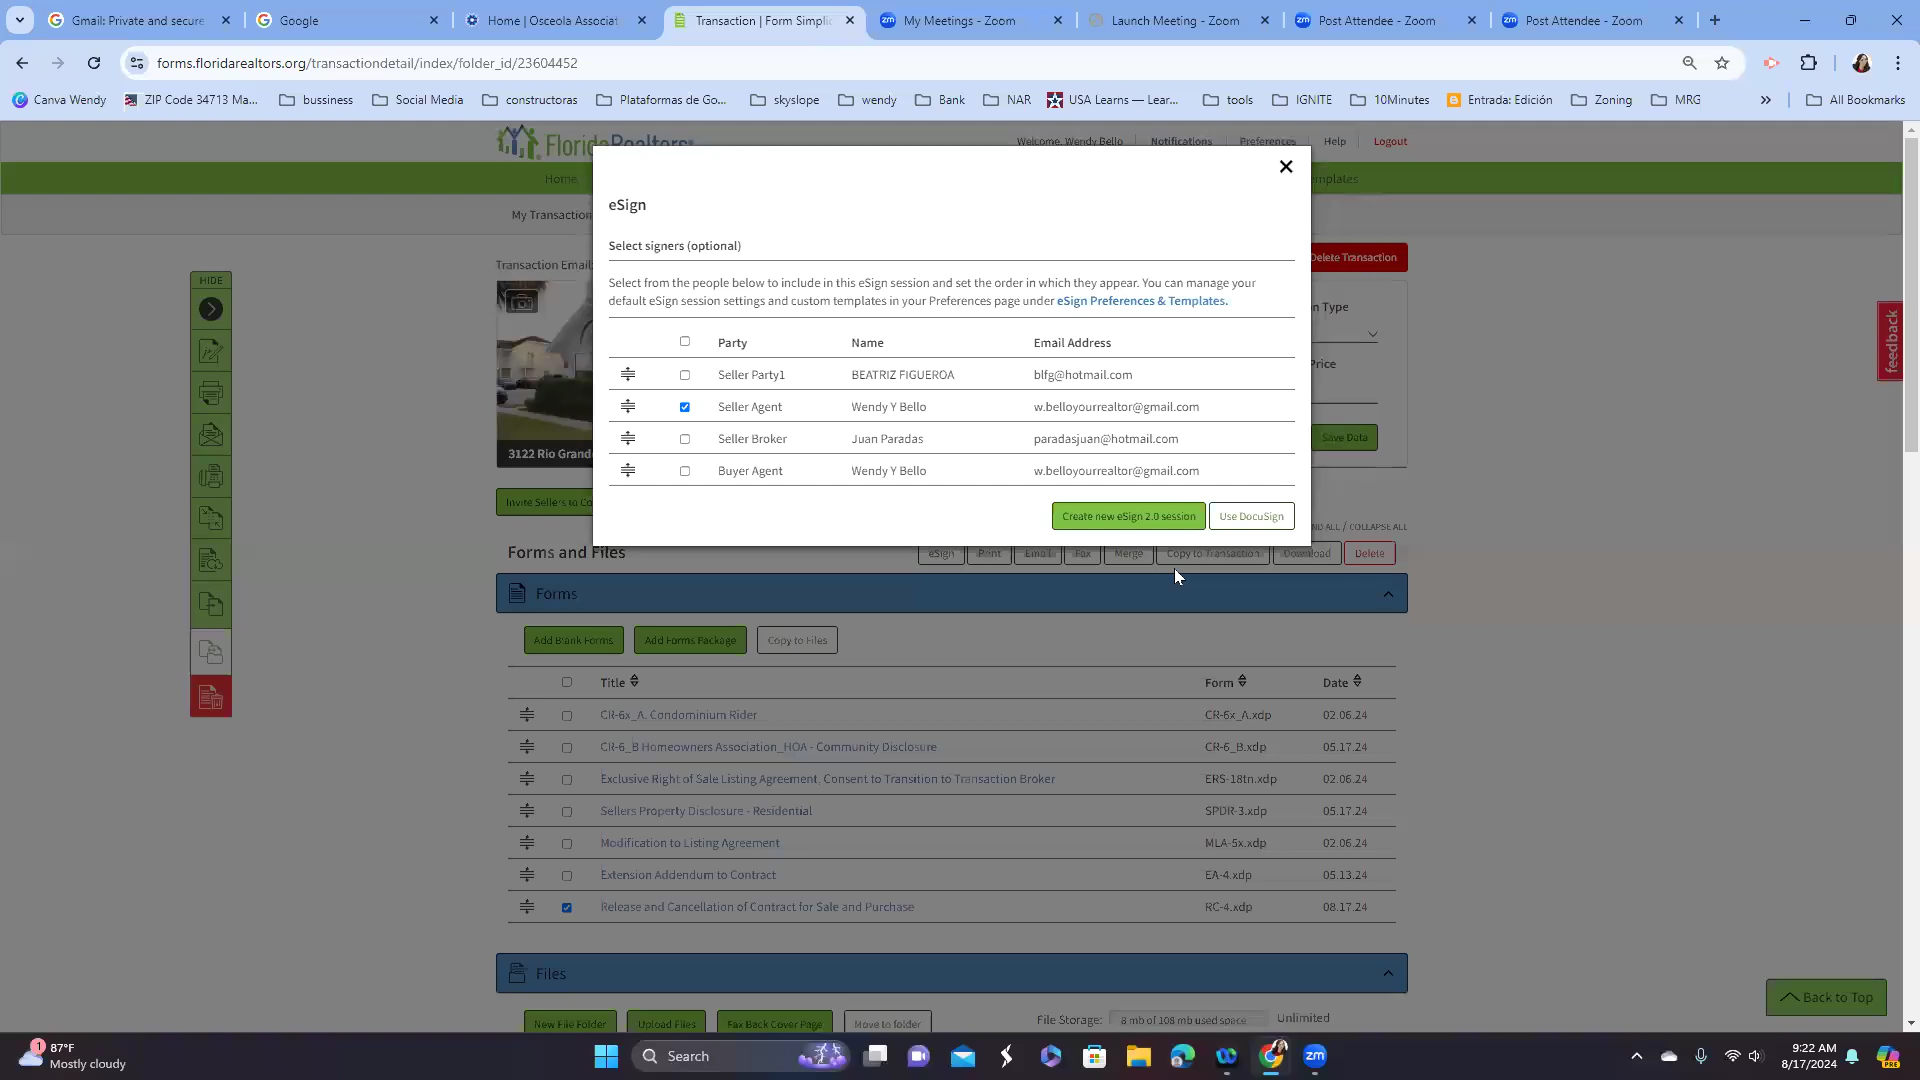 Gmail: Private and secure
Google
Home | Osceola Associat
Transaction | Form Simplic
My Meetings - Zoom
Launch Meeting - Zoom
Post Attendee - Zoom
Post Attendee - Zoom
forms.floridarealtors.org/transactiondetail/index/folder_id/23604452
Canva Wendy
ZIP Code 34713 Ma...
bussiness
Social Media
constructoras
Plataformas de Go...
skyslope
wendy
Bank
NAR
USA Learns — Lear...
tools
IGNITE
10Minutes
Entrada: Edición
Zoning
MRG
All Bookmarks
FloridaRealtors
Welcome, Wendy Bello
Notifications
Preferences
Help
Logout
Home
mplates
My Transaction
HIDE
Transaction Email:
Delete Transaction
n Type
Price
Save Data
3122 Rio Grand
Invite Sellers to Co
feedback
eSign
Select signers (optional)
Select from the people below to include in this eSign session and set the order in which they appear. You can manage your
default eSign session settings and custom templates in your Preferences page under eSign Preferences & Templates.
Party Name Email Address
Seller Party1 BEATRIZ FIGUEROA blfg@hotmail.com
Seller Agent Wendy Y Bello w.belloyourrealtor@gmail.com
Seller Broker Juan Paradas paradasjuan@hotmail.com
Buyer Agent Wendy Y Bello w.belloyourrealtor@gmail.com
Create new eSign 2.0 session
Use DocuSign
ND ALL / COLLAPSE ALL
Forms and Files
eSign
Print
Email
Fax
Merge
Copy to Transaction
Download
Delete
Forms
Add Blank Forms
Add Forms Package
Copy to Files
Title Form Date
CR-6x_A. Condominium Rider CR-6x_A.xdp 02.06.24
CR-6_B Homeowners Association_HOA - Community Disclosure CR-6_B.xdp 05.17.24
Exclusive Right of Sale Listing Agreement, Consent to Transition to Transaction Broker ERS-18tn.xdp 02.06.24
Sellers Property Disclosure - Residential SPDR-3.xdp 05.17.24
Modification to Listing Agreement MLA-5x.xdp 02.06.24
Extension Addendum to Contract EA-4.xdp 05.13.24
Release and Cancellation of Contract for Sale and Purchase RC-4.xdp 08.17.24
Files
Back to Top
New File Folder
Upload Files
Fax Back Cover Page
Move to folder
File Storage: 8 mb of 108 mb used space Unlimited
1
87°F
Mostly cloudy
Search
9:22 AM
8/17/2024
PRE